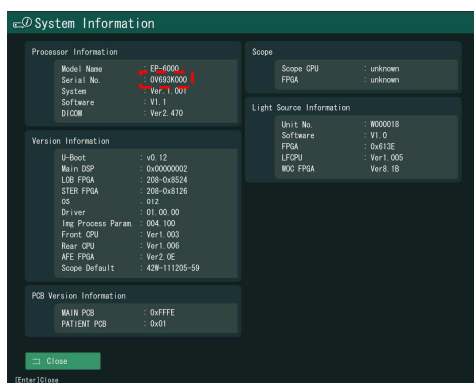 System Information
Processor Information
Model Name : EP-6000
Serial No. : 0V693K000
System : Ver.1.001
Software : V1.1
DICOM : Ver2.470
Version Information
U-Boot : v0.12
Main DSP : 0x00000002
LOB FPGA : 208-0x8524
STER FPGA : 208-0x8126
OS : 012
Driver : 01.00.00
Img Process Param. : 004.100
Front CPU : Ver1.003
Rear CPU : Ver1.006
AFE FPGA : Ver2.0E
Scope Default : 42W-111205-59
PCB Version Information
MAIN PCB : 0xFFFE
PATIENT PCB : 0x01
Scope
Scope CPU : unknown
FPGA : unknown
Light Source Information
Unit No. : W000018
Software : V1.0
FPGA : 0x613E
LFCPU : Ver1.005
WOC FPGA Ver8.1B
Close
[Enter]Close